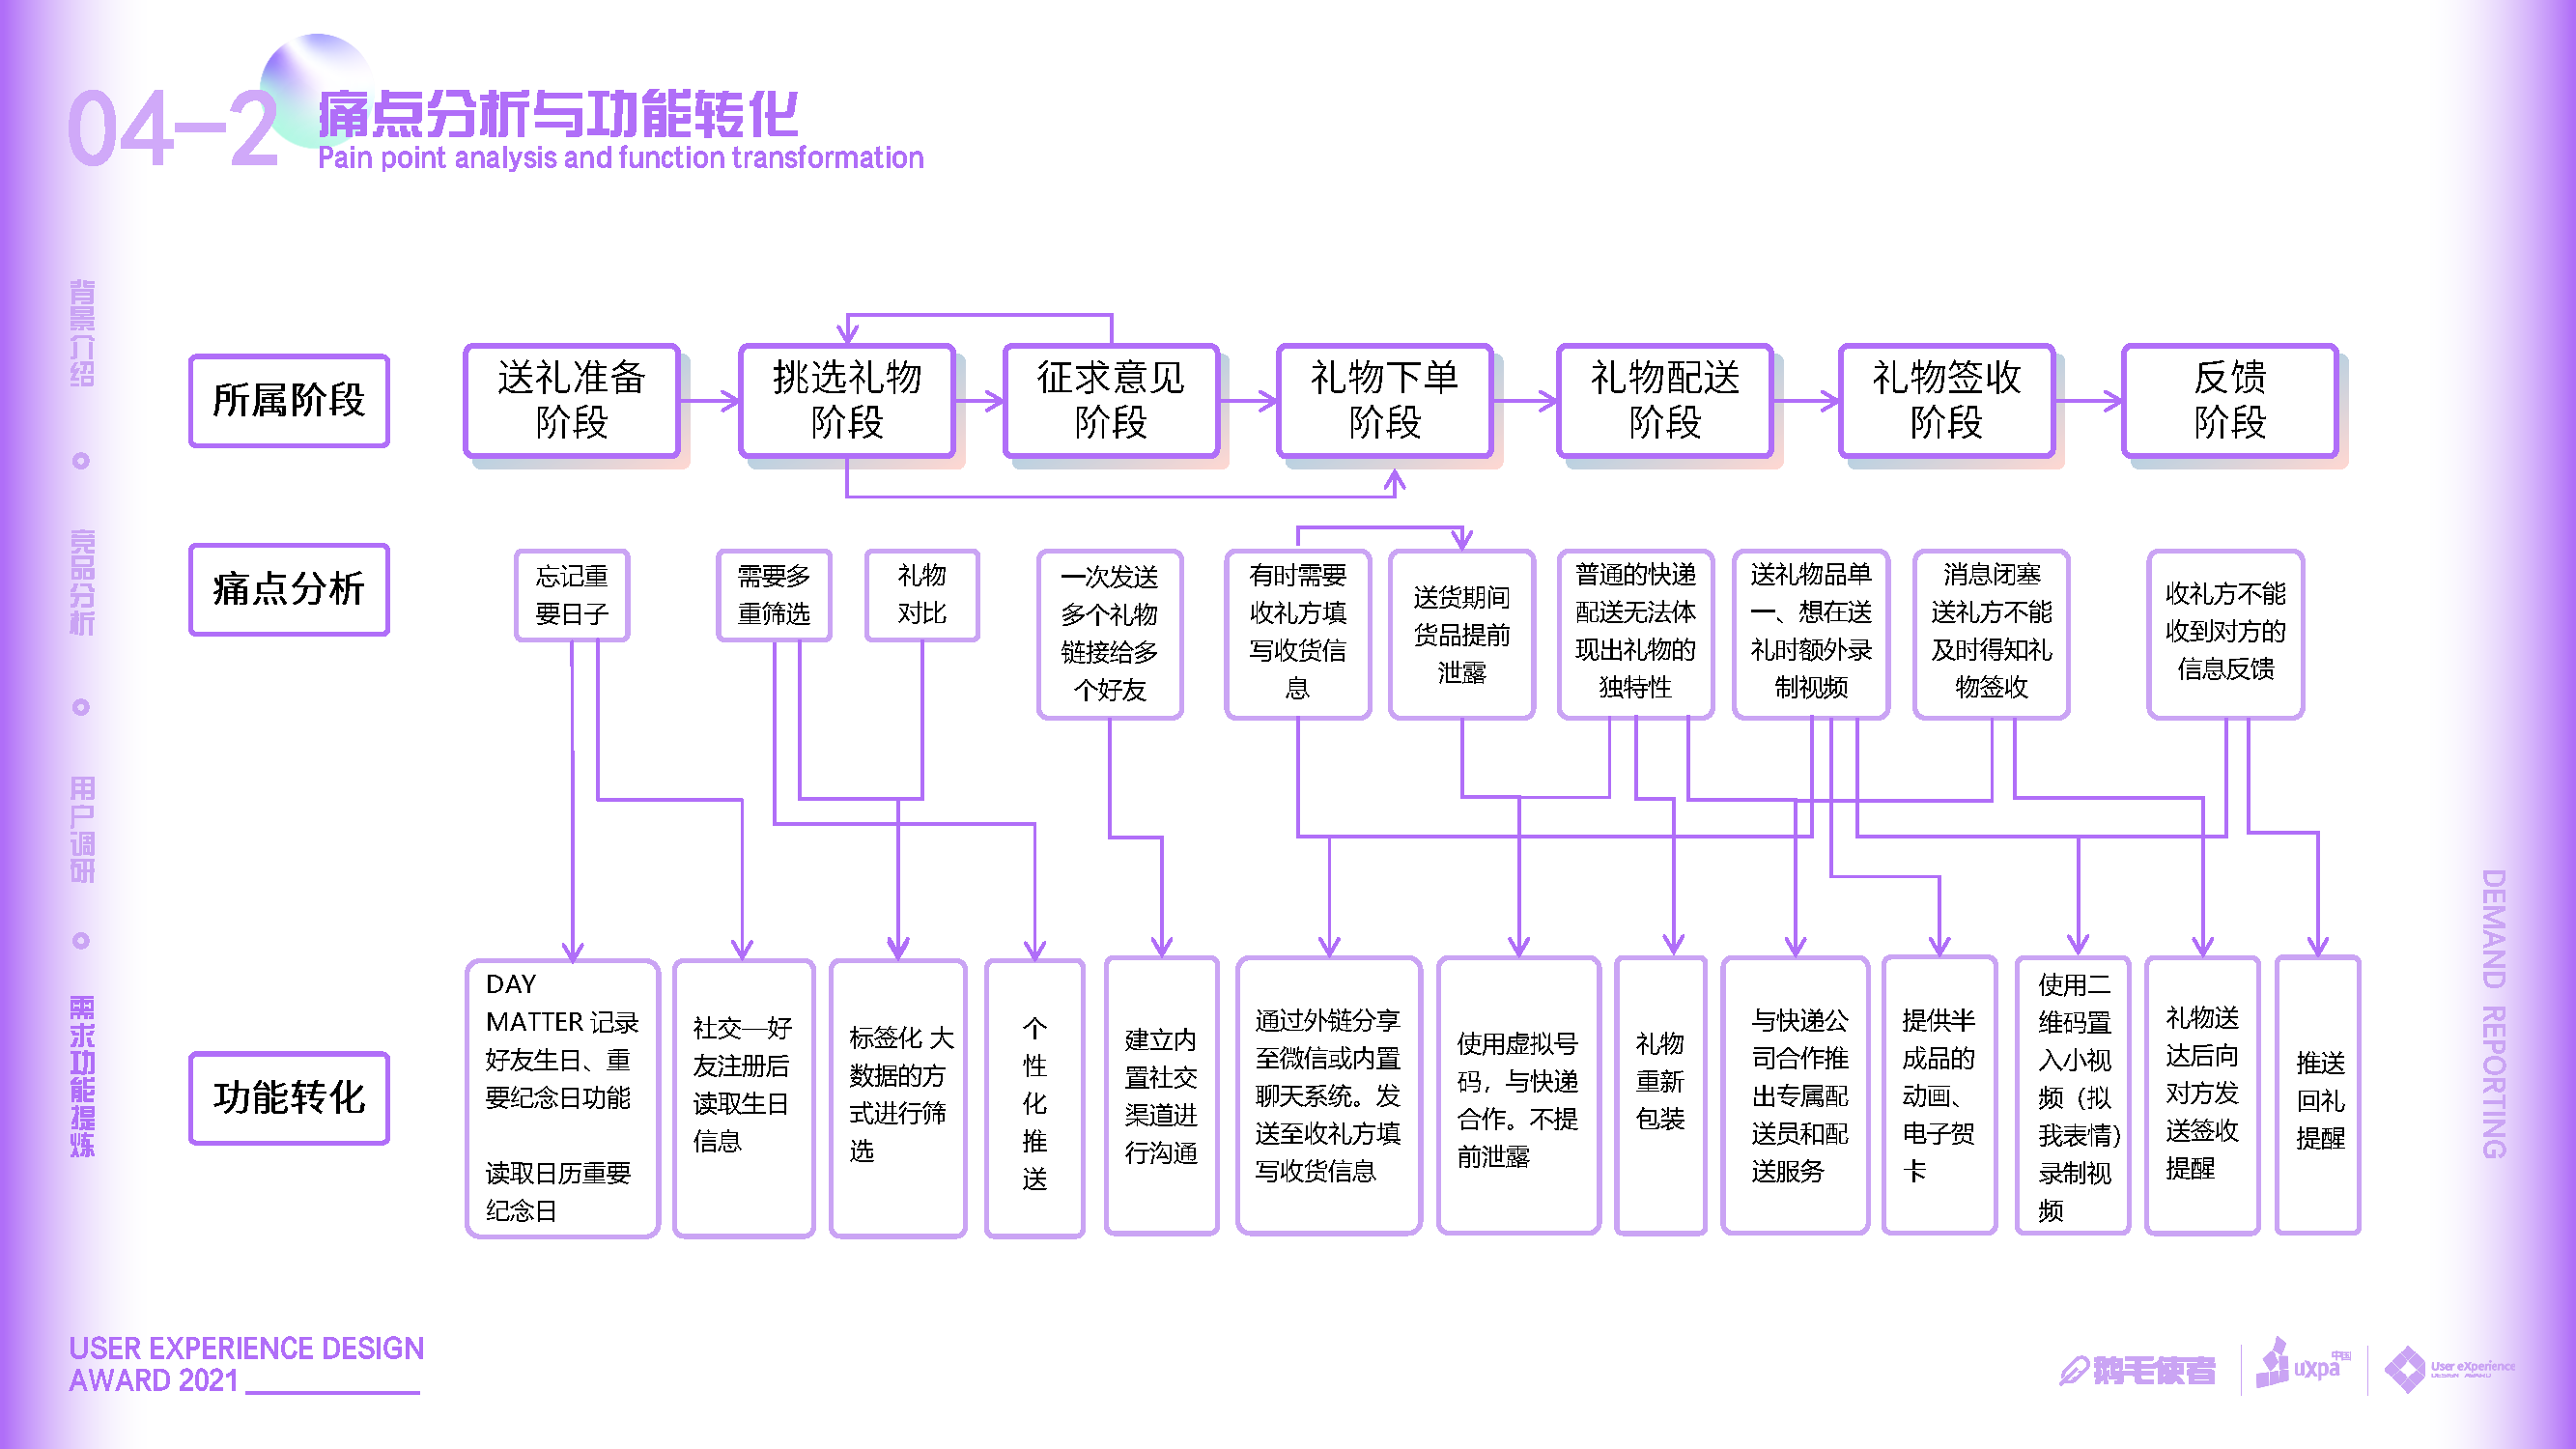 04-2
痛点分析与功能转化
Pain point analysis and function transformation
背景介绍
竞品分析
用户调研
需求功能提炼
所属阶段
送礼准备
阶段
挑选礼物
阶段
征求意见
阶段
礼物下单
阶段
礼物配送
阶段
礼物签收
阶段
反馈
阶段
痛点分析
忘记重
要日子
需要多
重筛选
礼物
对比
一次发送
多个礼物
链接给多
个好友
有时需要
收礼方填
写收货信
息
送货期间
货品提前
泄露
普通的快递
配送无法体
现出礼物的
独特性
送礼物品单
一、想在送
礼时额外录
制视频
消息闭塞
送礼方不能
及时得知礼
物签收
收礼方不能
收到对方的
信息反馈
功能转化
DAY
MATTER 记录
好友生日、重
要纪念日功能
读取日历重要
纪念日
社交—好
友注册后
读取生日
信息
标签化 大
数据的方
式进行筛
选
个
性
化
推
送
建立内
置社交
渠道进
行沟通
通过外链分享
至微信或内置
聊天系统。发
送至收礼方填
写收货信息
使用虚拟号
码，与快递
合作。不提
前泄露
礼物
重新
包装
与快递公
司合作推
出专属配
送员和配
送服务
提供半
成品的
动画、
电子贺
卡
使用二
维码置
入小视
频（拟
我表情）
录制视
频
礼物送
达后向
对方发
送签收
提醒
推送
回礼
提醒
DEMAND REPORTING
USER EXPERIENCE DESIGN
AWARD 2021
鹅毛使者
uxpa 中国
User eXperience